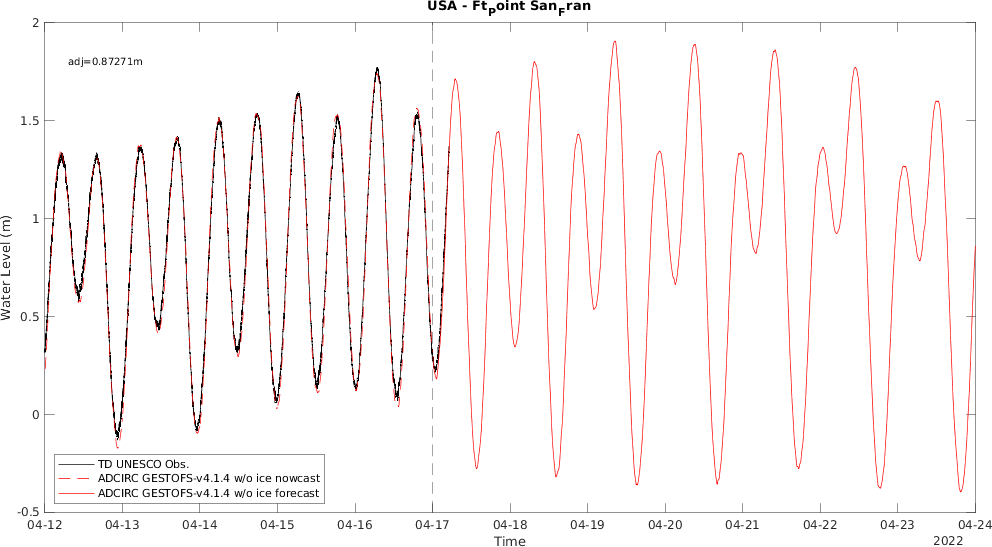 USA - Ft_Point San_Fran
adj=0.87271m
2
1.5
1
0.5
0
-0.5
Water Level (m)
TD UNESCO Obs.
ADCIRC GESTOFS-v4.1.4 w/o ice nowcast
ADCIRC GESTOFS-v4.1.4 w/o ice forecast
04-12 04-13 04-14 04-15 04-16 04-17 04-18 04-19 04-20 04-21 04-22 04-23 04-24
Time
2022